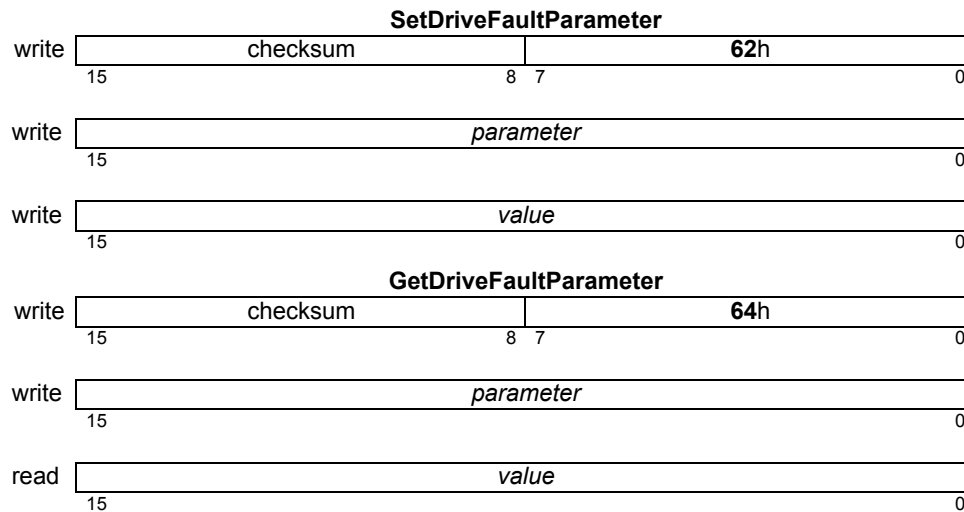 SetDriveFaultParameter
write checksum 62h
15 8 7 0
write parameter
15 0
write value
15 0
GetDriveFaultParameter
write checksum 64h
15 8 7 0
write parameter
15 0
read value
15 0